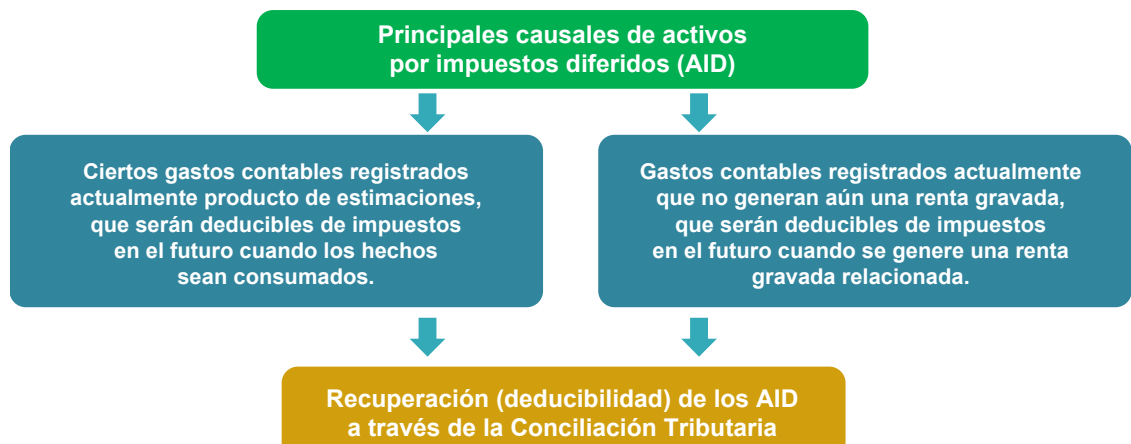 Principales causales de activos
por impuestos diferidos (AID)
Ciertos gastos contables registrados
actualmente producto de estimaciones,
que serán deducibles de impuestos
en el futuro cuando los hechos
sean consumados.
Gastos contables registrados actualmente
que no generan aún una renta gravada,
que serán deducibles de impuestos
en el futuro cuando se genere una renta
gravada relacionada.
Recuperación (deducibilidad) de los AID
a través de la Conciliación Tributaria